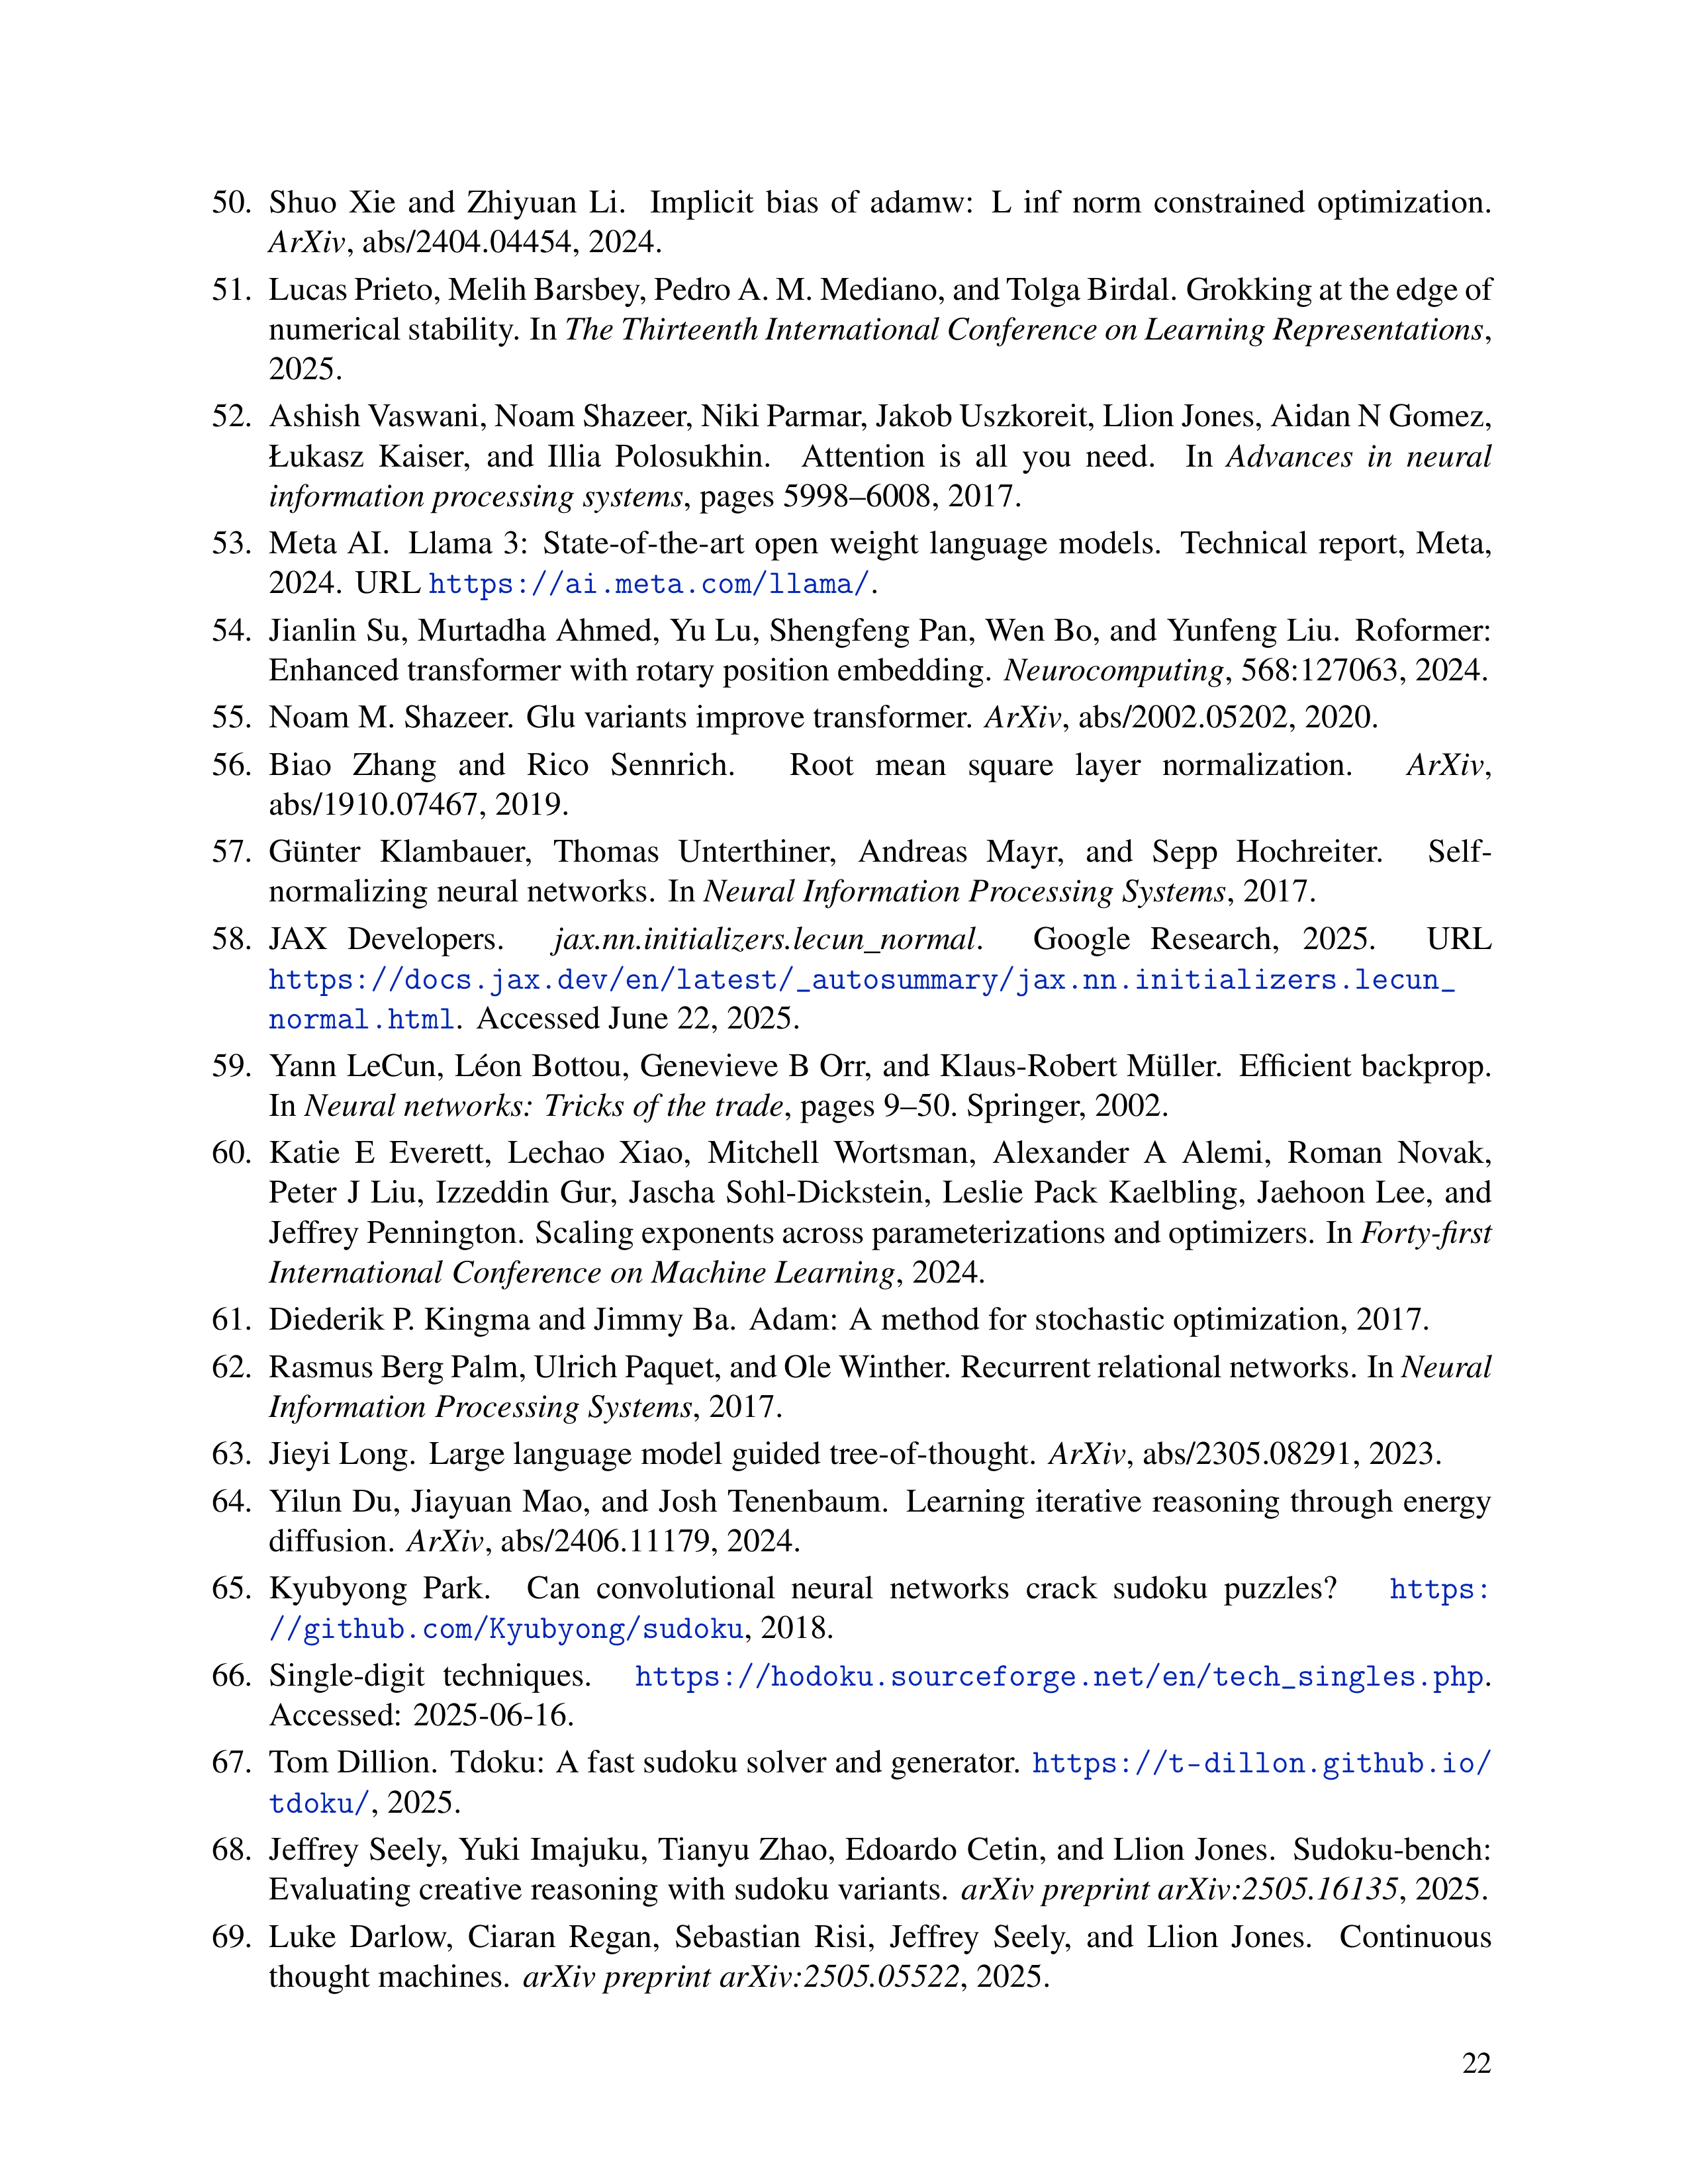 50. Shuo Xie and Zhiyuan Li. Implicit bias of adamw: L inf norm constrained optimization.
ArXiv, abs/2404.04454, 2024.
51. Lucas Prieto, Melih Barsbey, Pedro A. M. Mediano, and Tolga Birdal. Grokking at the edge of
numerical stability. In The Thirteenth International Conference on Learning Representations,
2025.
52. Ashish Vaswani, Noam Shazeer, Niki Parmar, Jakob Uszkoreit, Llion Jones, Aidan N Gomez,
Łukasz Kaiser, and Illia Polosukhin. Attention is all you need. In Advances in neural
information processing systems, pages 5998–6008, 2017.
53. Meta AI. Llama 3: State-of-the-art open weight language models. Technical report, Meta,
2024. URL https://ai.meta.com/llama/.
54. Jianlin Su, Murtadha Ahmed, Yu Lu, Shengfeng Pan, Wen Bo, and Yunfeng Liu. Roformer:
Enhanced transformer with rotary position embedding. Neurocomputing, 568:127063, 2024.
55. Noam M. Shazeer. Glu variants improve transformer. ArXiv, abs/2002.05202, 2020.
56. Biao Zhang and Rico Sennrich. Root mean square layer normalization. ArXiv,
abs/1910.07467, 2019.
57. Günter Klambauer, Thomas Unterthiner, Andreas Mayr, and Sepp Hochreiter. Self-
normalizing neural networks. In Neural Information Processing Systems, 2017.
58. JAX Developers. jax.nn.initializers.lecun_normal. Google Research, 2025. URL
https://docs.jax.dev/en/latest/_autosummary/jax.nn.initializers.lecun_
normal.html. Accessed June 22, 2025.
59. Yann LeCun, Léon Bottou, Genevieve B Orr, and Klaus-Robert Müller. Efficient backprop.
In Neural networks: Tricks of the trade, pages 9–50. Springer, 2002.
60. Katie E Everett, Lechao Xiao, Mitchell Wortsman, Alexander A Alemi, Roman Novak,
Peter J Liu, Izzeddin Gur, Jascha Sohl-Dickstein, Leslie Pack Kaelbling, Jaehoon Lee, and
Jeffrey Pennington. Scaling exponents across parameterizations and optimizers. In Forty-first
International Conference on Machine Learning, 2024.
61. Diederik P. Kingma and Jimmy Ba. Adam: A method for stochastic optimization, 2017.
62. Rasmus Berg Palm, Ulrich Paquet, and Ole Winther. Recurrent relational networks. In Neural
Information Processing Systems, 2017.
63. Jieyi Long. Large language model guided tree-of-thought. ArXiv, abs/2305.08291, 2023.
64. Yilun Du, Jiayuan Mao, and Josh Tenenbaum. Learning iterative reasoning through energy
diffusion. ArXiv, abs/2406.11179, 2024.
65. Kyubyong Park. Can convolutional neural networks crack sudoku puzzles? https:
//github.com/Kyubyong/sudoku, 2018.
66. Single-digit techniques. https://hodoku.sourceforge.net/en/tech_singles.php.
Accessed: 2025-06-16.
67. Tom Dillion. Tdoku: A fast sudoku solver and generator. https://t-dillon.github.io/
tdoku/, 2025.
68. Jeffrey Seely, Yuki Imajuku, Tianyu Zhao, Edoardo Cetin, and Llion Jones. Sudoku-bench:
Evaluating creative reasoning with sudoku variants. arXiv preprint arXiv:2505.16135, 2025.
69. Luke Darlow, Ciaran Regan, Sebastian Risi, Jeffrey Seely, and Llion Jones. Continuous
thought machines. arXiv preprint arXiv:2505.05522, 2025.
22